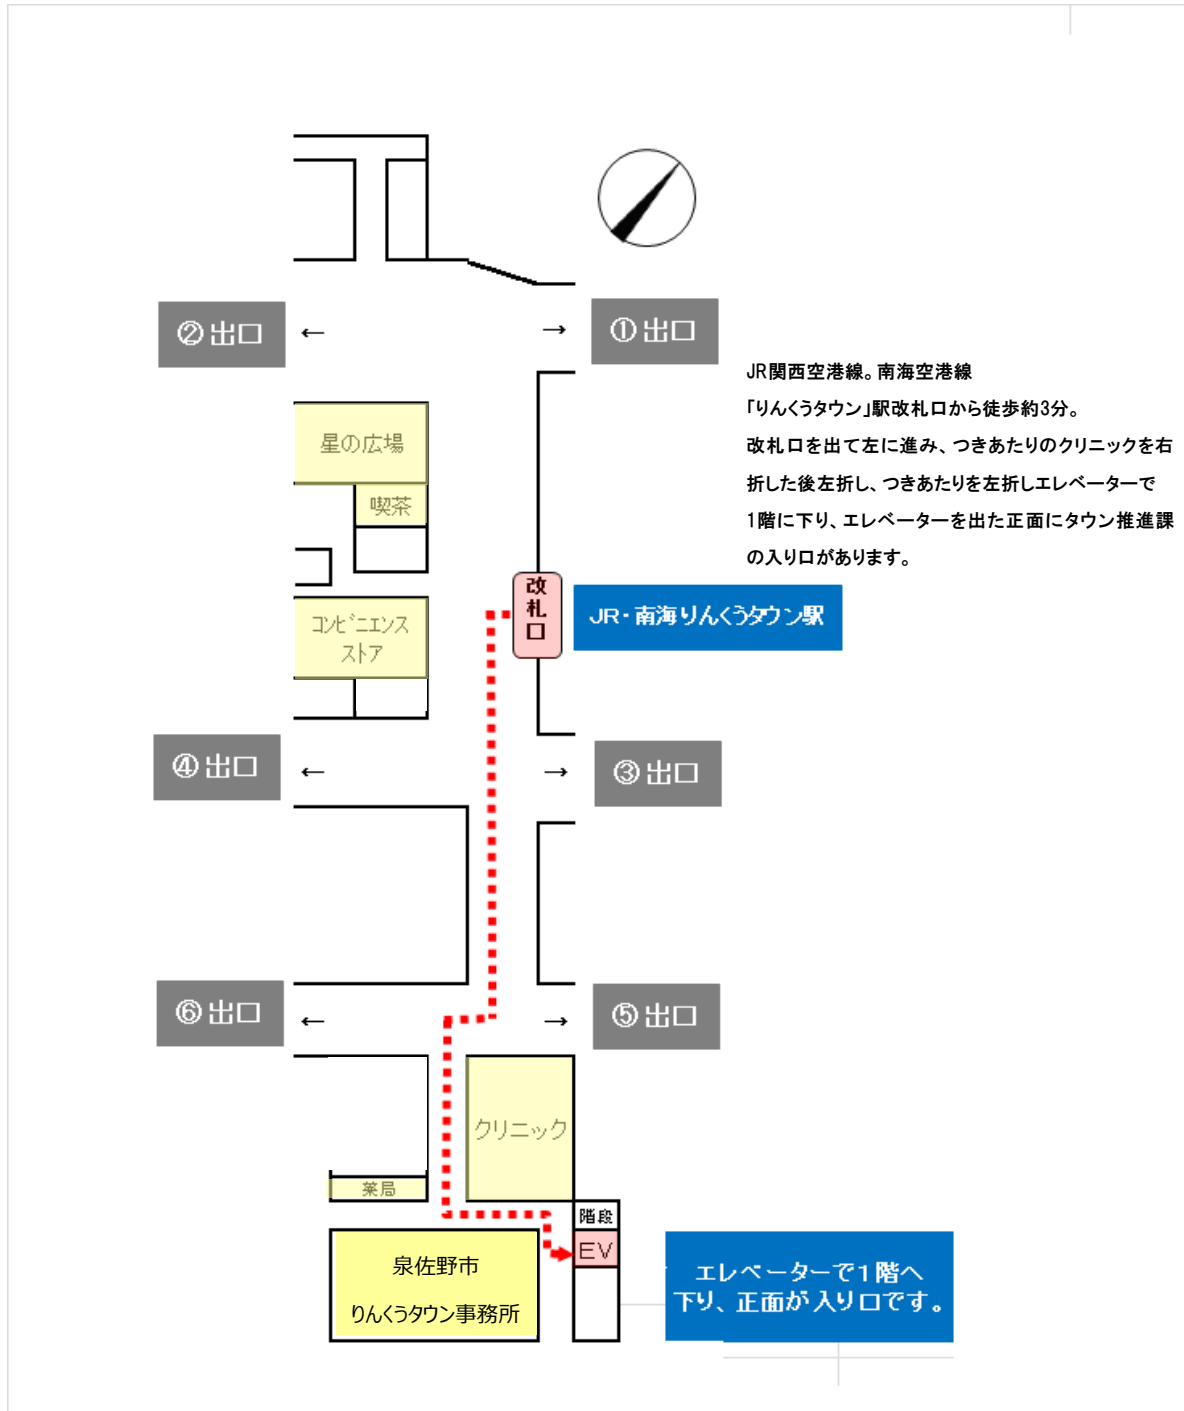 ②出口
←
→
①出口
JR関西空港線。南海空港線
「りんくうタウン」駅改札口から徒歩約3分。
改札口を出て左に進み、つきあたりのクリニックを右
折した後左折し、つきあたりを左折しエレベーターで
1階に下り、エレベーターを出た正面にタウン推進課
の入り口があります。
星の広場
喫茶
改札口
JR・南海りんくうタウン駅
コンビニエンス
ストア
④出口
←
→
③出口
⑥出口
←
→
⑤出口
クリニック
薬局
階段
EV
泉佐野市
りんくうタウン事務所
エレベーターで1階へ
下り、正面が入り口です。